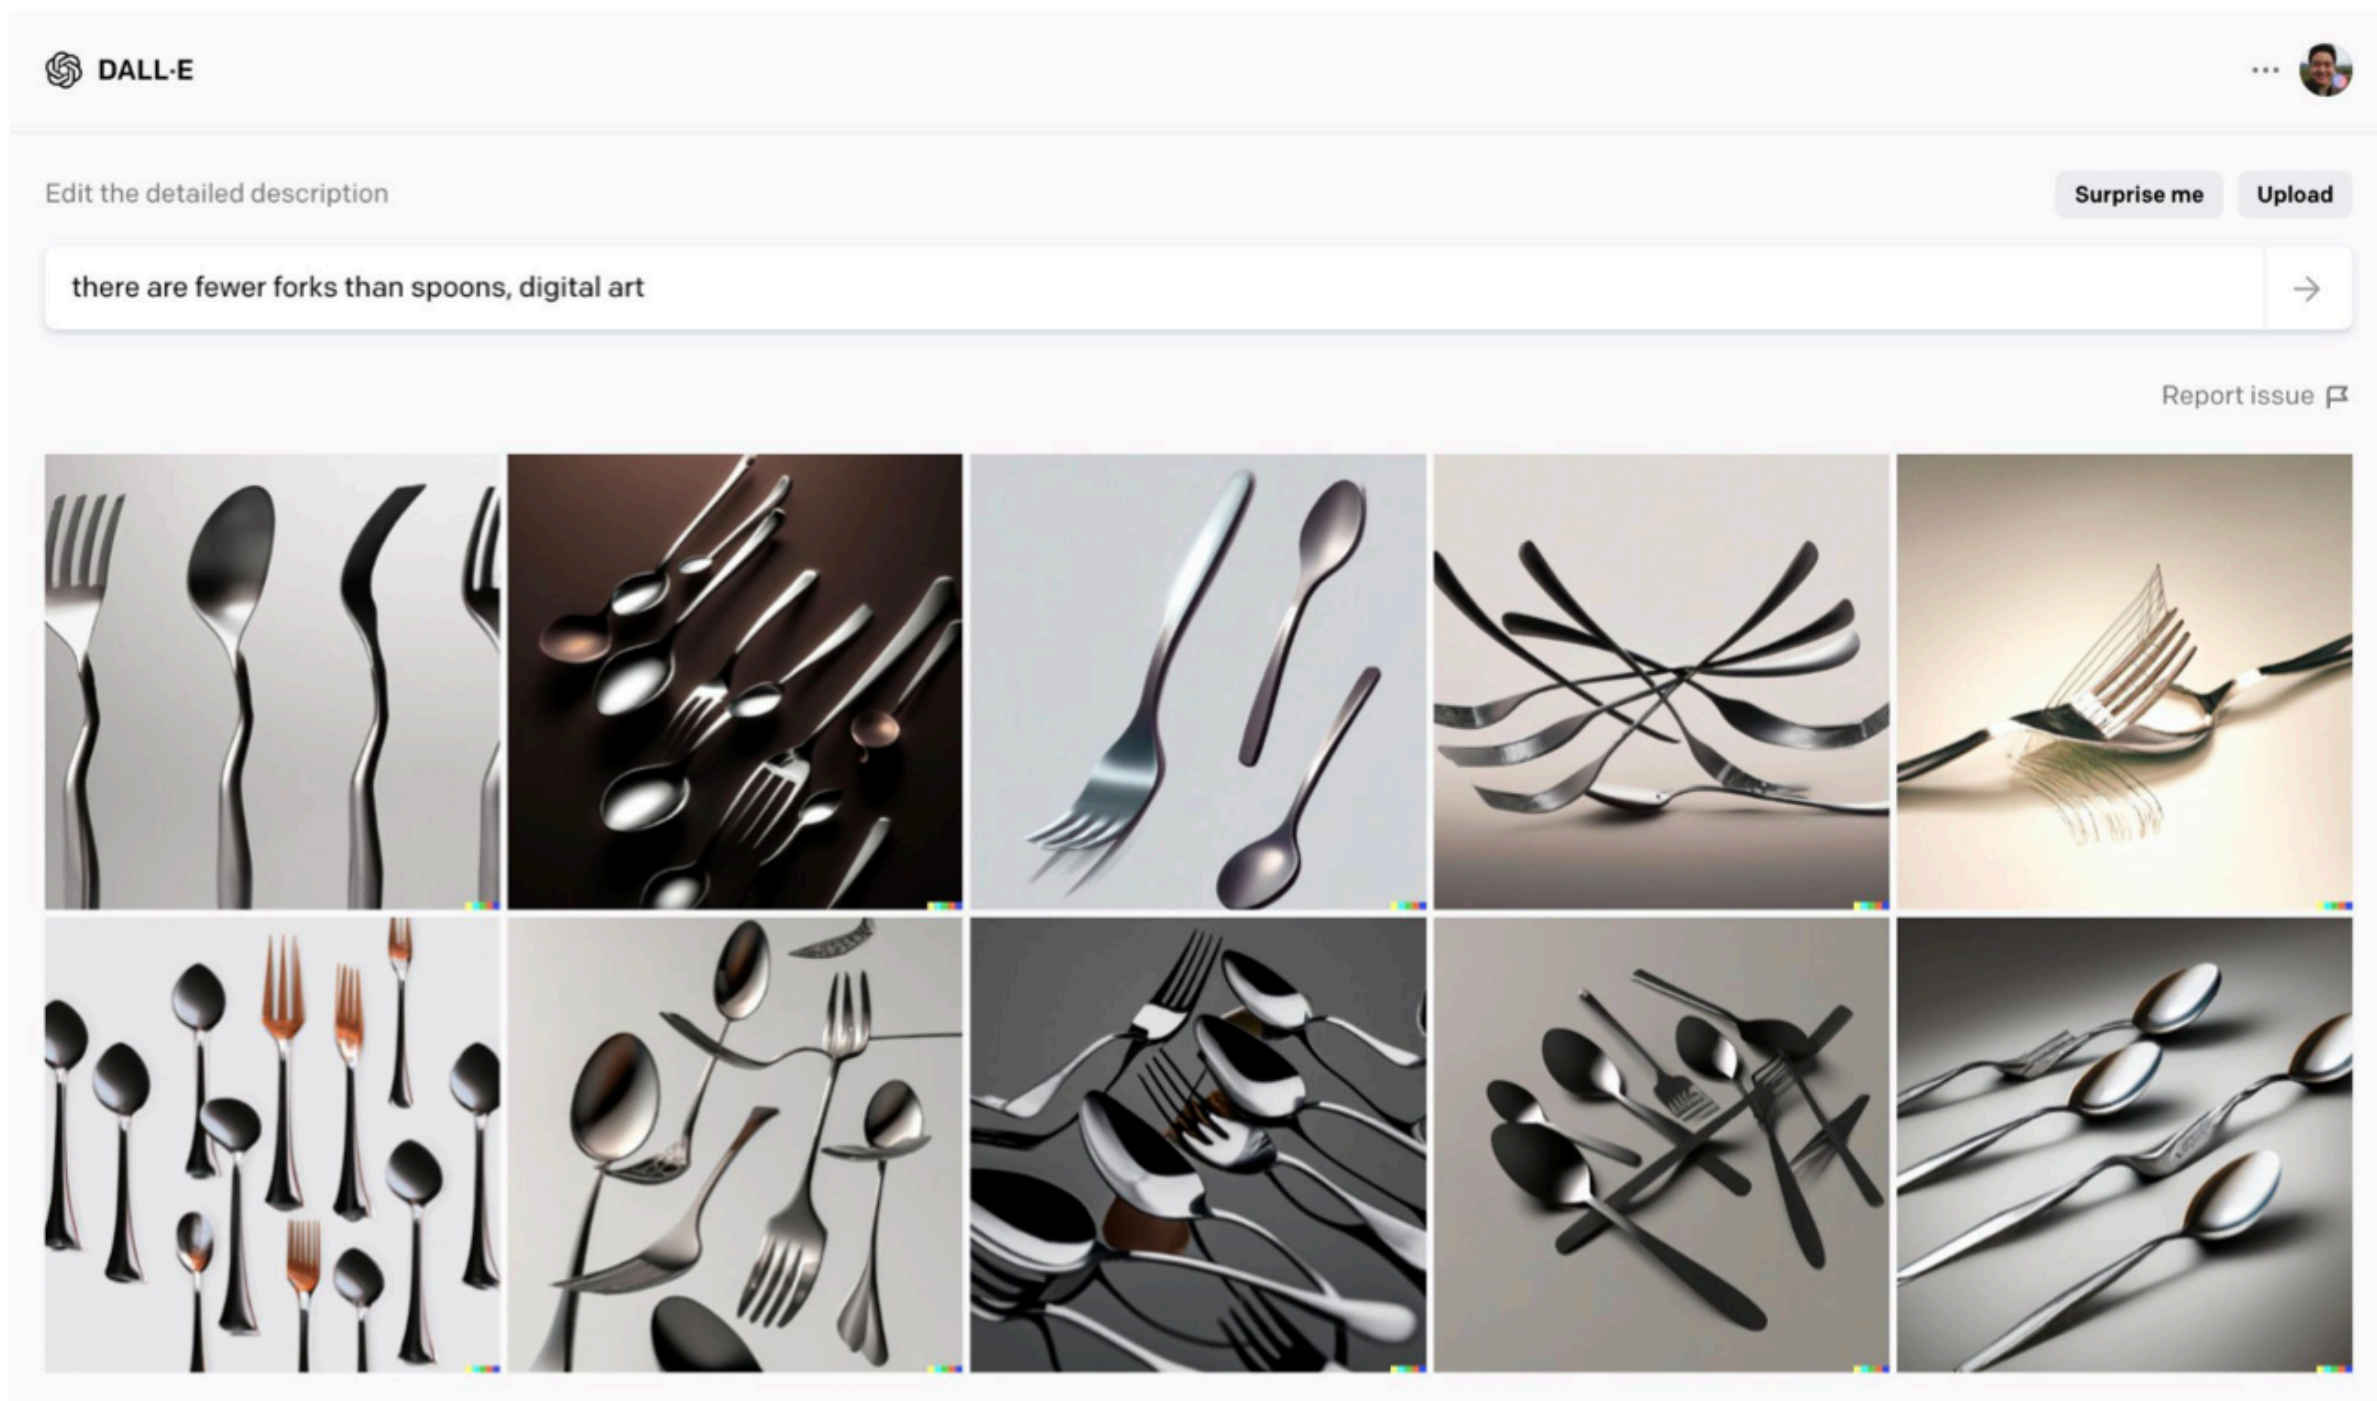 DALL·E
Edit the detailed description
Surprise me
Upload
there are fewer forks than spoons, digital art
Report issue